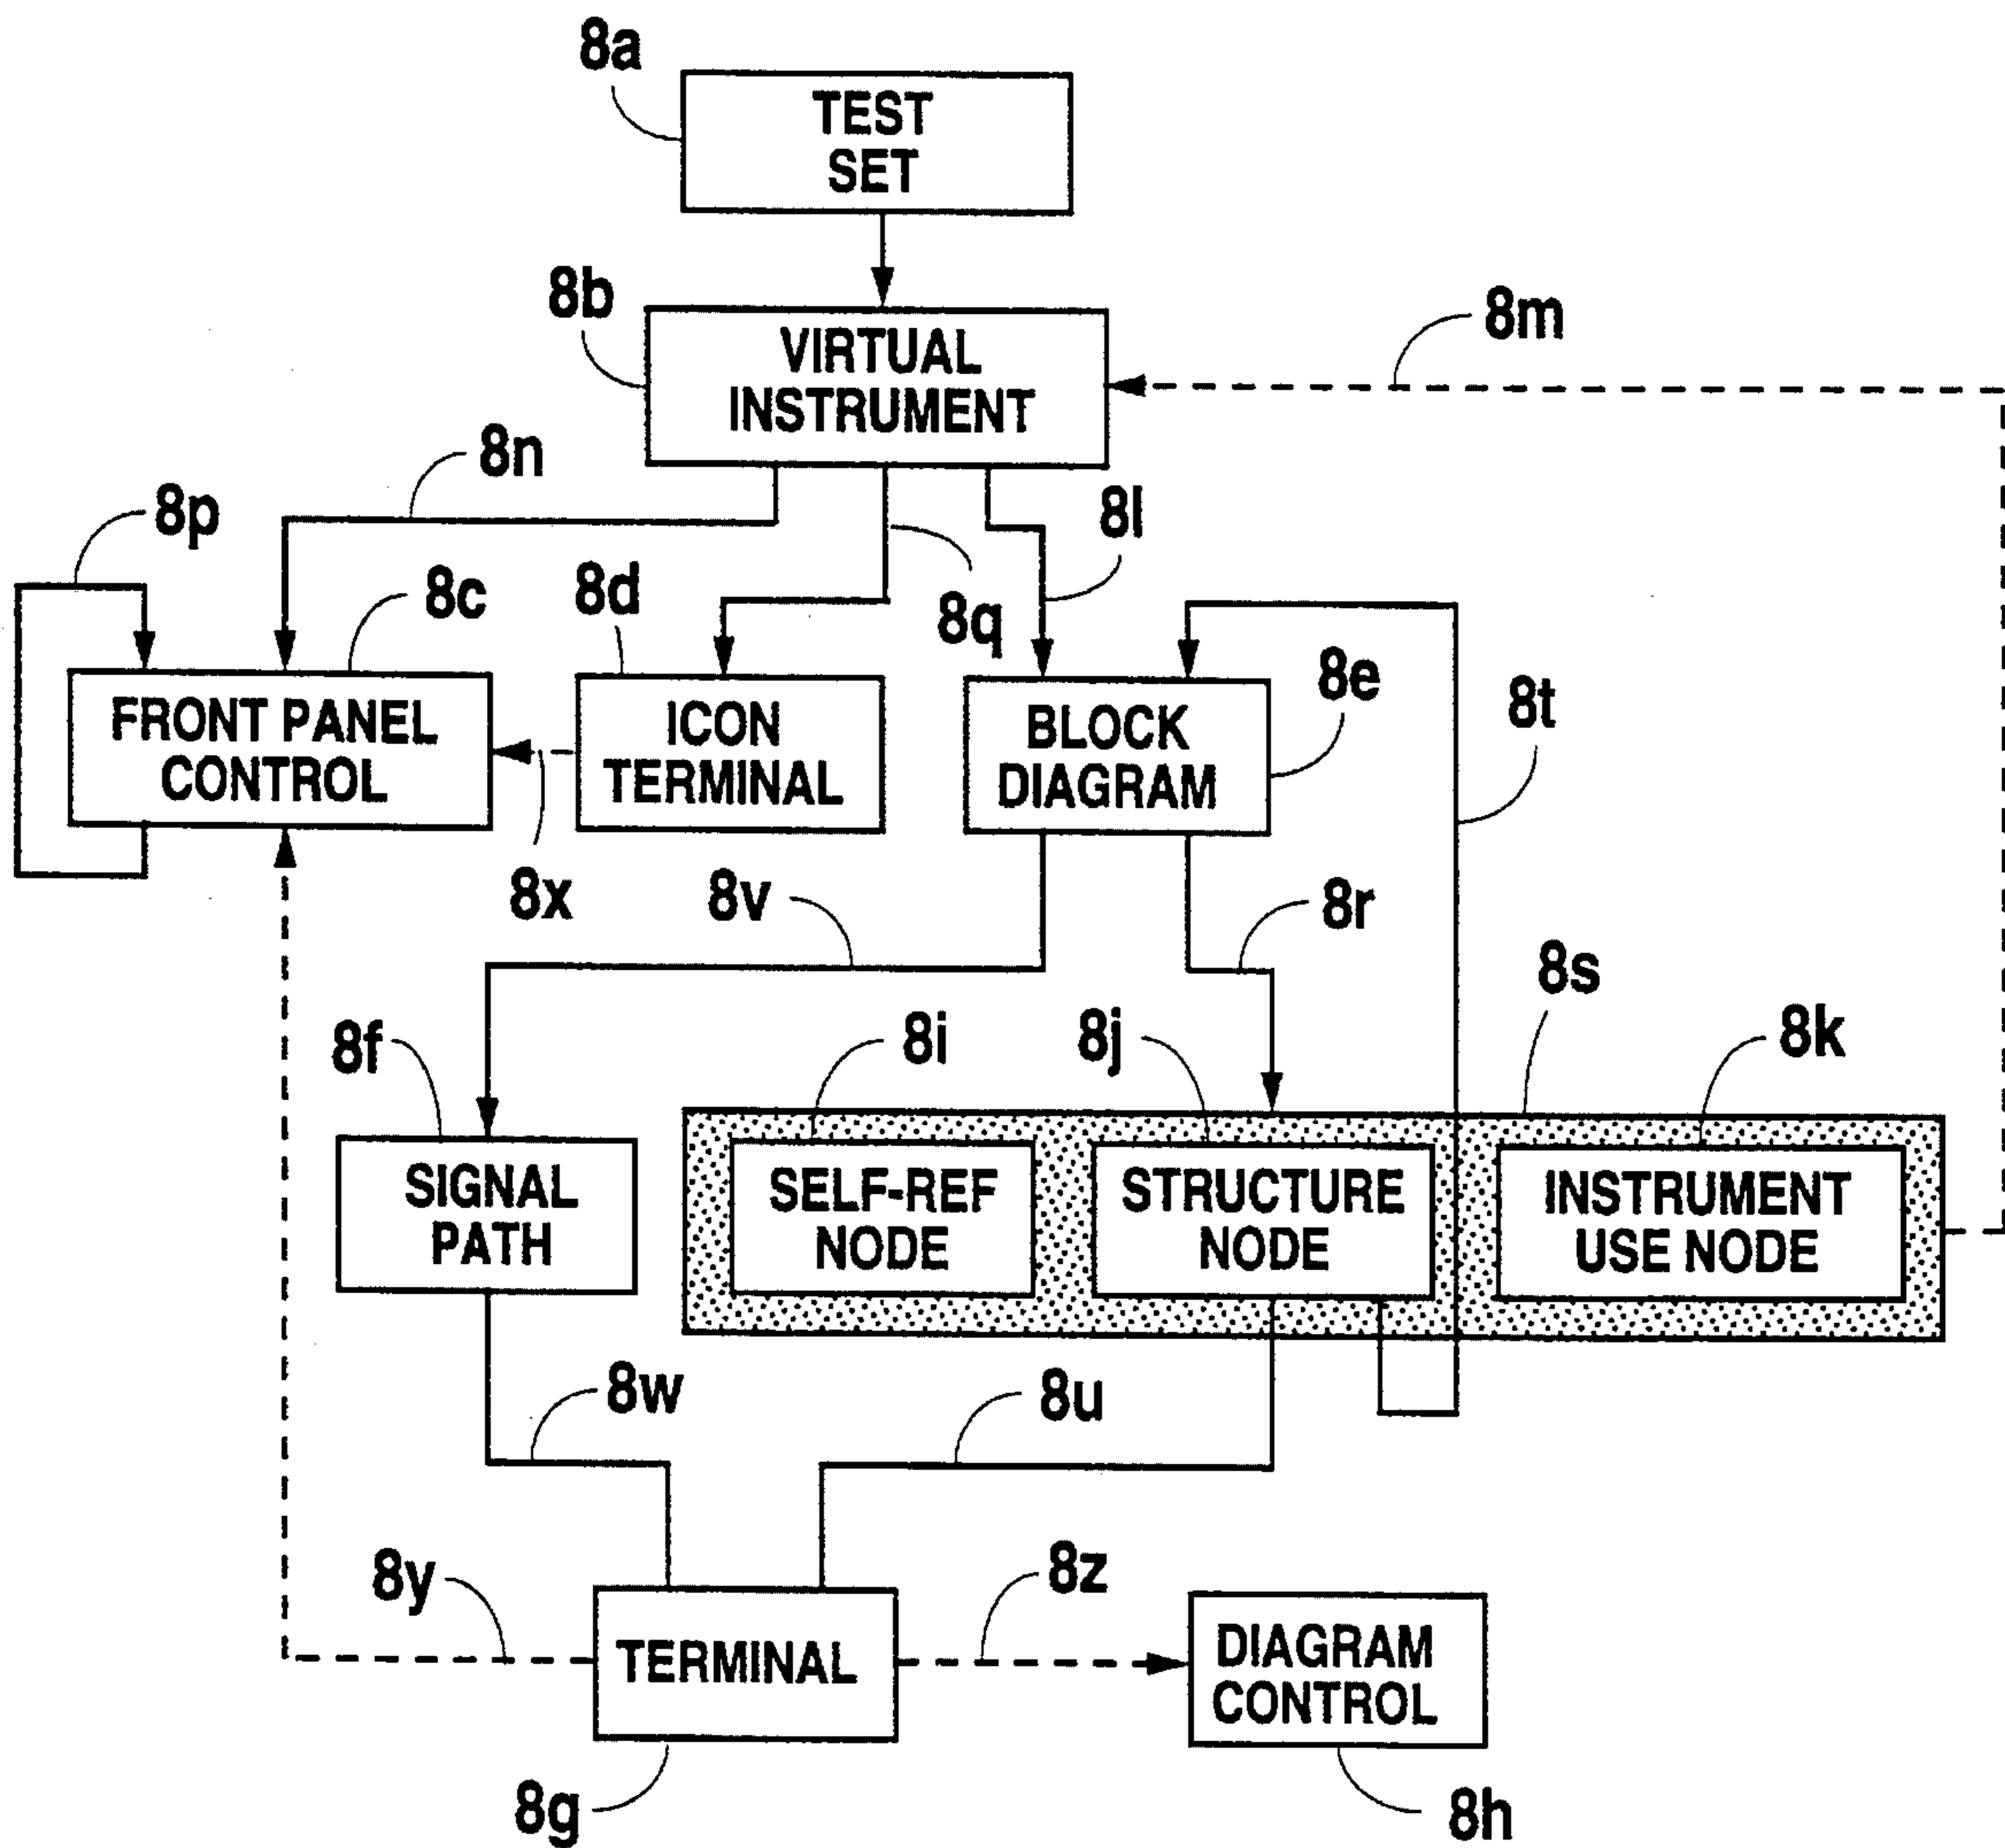 8a
TEST
SET
8b
VIRTUAL
INSTRUMENT
8m
8n
8p
8l
8c
8d
8q
8e
8t
FRONT PANEL
CONTROL
ICON
TERMINAL
BLOCK
DIAGRAM
8x
8v
8r
8s
8f
8i
8j
8k
SIGNAL
PATH
SELF-REF
NODE
STRUCTURE
NODE
INSTRUMENT
USE NODE
8w
8u
8y
8z
TERMINAL
DIAGRAM
CONTROL
8g
8h